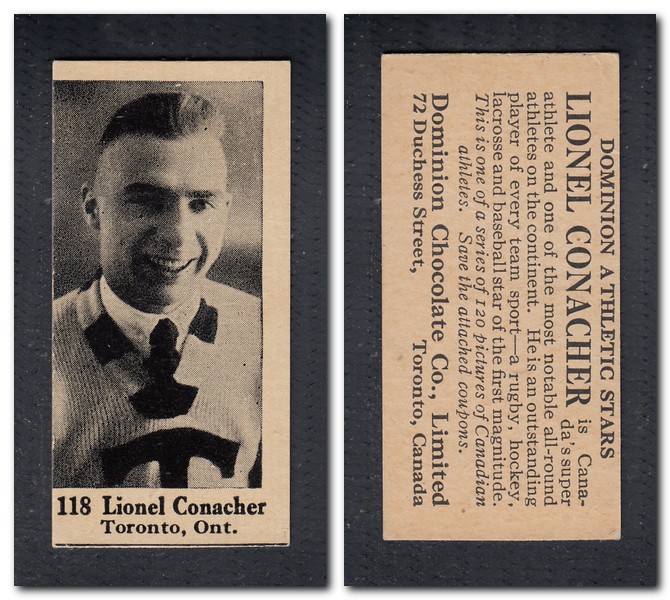 118 Lionel Conacher
Toronto, Ont.
DOMINION ATHLETIC STARS
LIONEL CONACHER is Cana-
da's super
athlete and one of the most notable all-round
athletes on the continent. He is an outstanding
player of every team sport—a rugby, hockey,
lacrosse and baseball star of the first magnitude.
This is one of a series of 120 pictures of Canadian
athletes. Save the attached coupons.
Dominion Chocolate Co., Limited
72 Duchess Street, Toronto, Canada